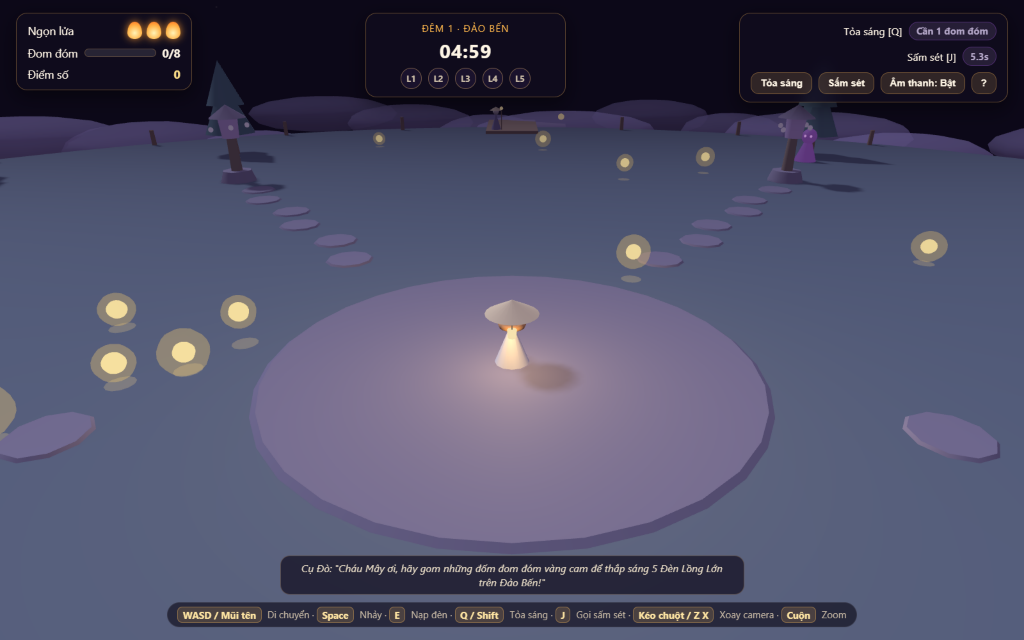 Ngọn lửa
Đom đóm 0/8
Điểm số 0
ĐÊM 1 · ĐẢO BẾN
04:59
L1 L2 L3 L4 L5
Tỏa sáng [Q] Cần 1 đom đóm
Sấm sét [J] 5.3s
Tỏa sáng Sấm sét Âm thanh: Bật ?
Cụ Đò: "Cháu Mây ơi, hãy gom những đốm đom đóm vàng cam để thắp sáng 5 Đèn Lồng Lớn
trên Đảo Bến!"
WASD / Mũi tên Di chuyển · Space Nhảy · E Nạp đèn · Q / Shift Tỏa sáng · J Gọi sấm sét · Kéo chuột / Z X Xoay camera · Cuộn Zoom